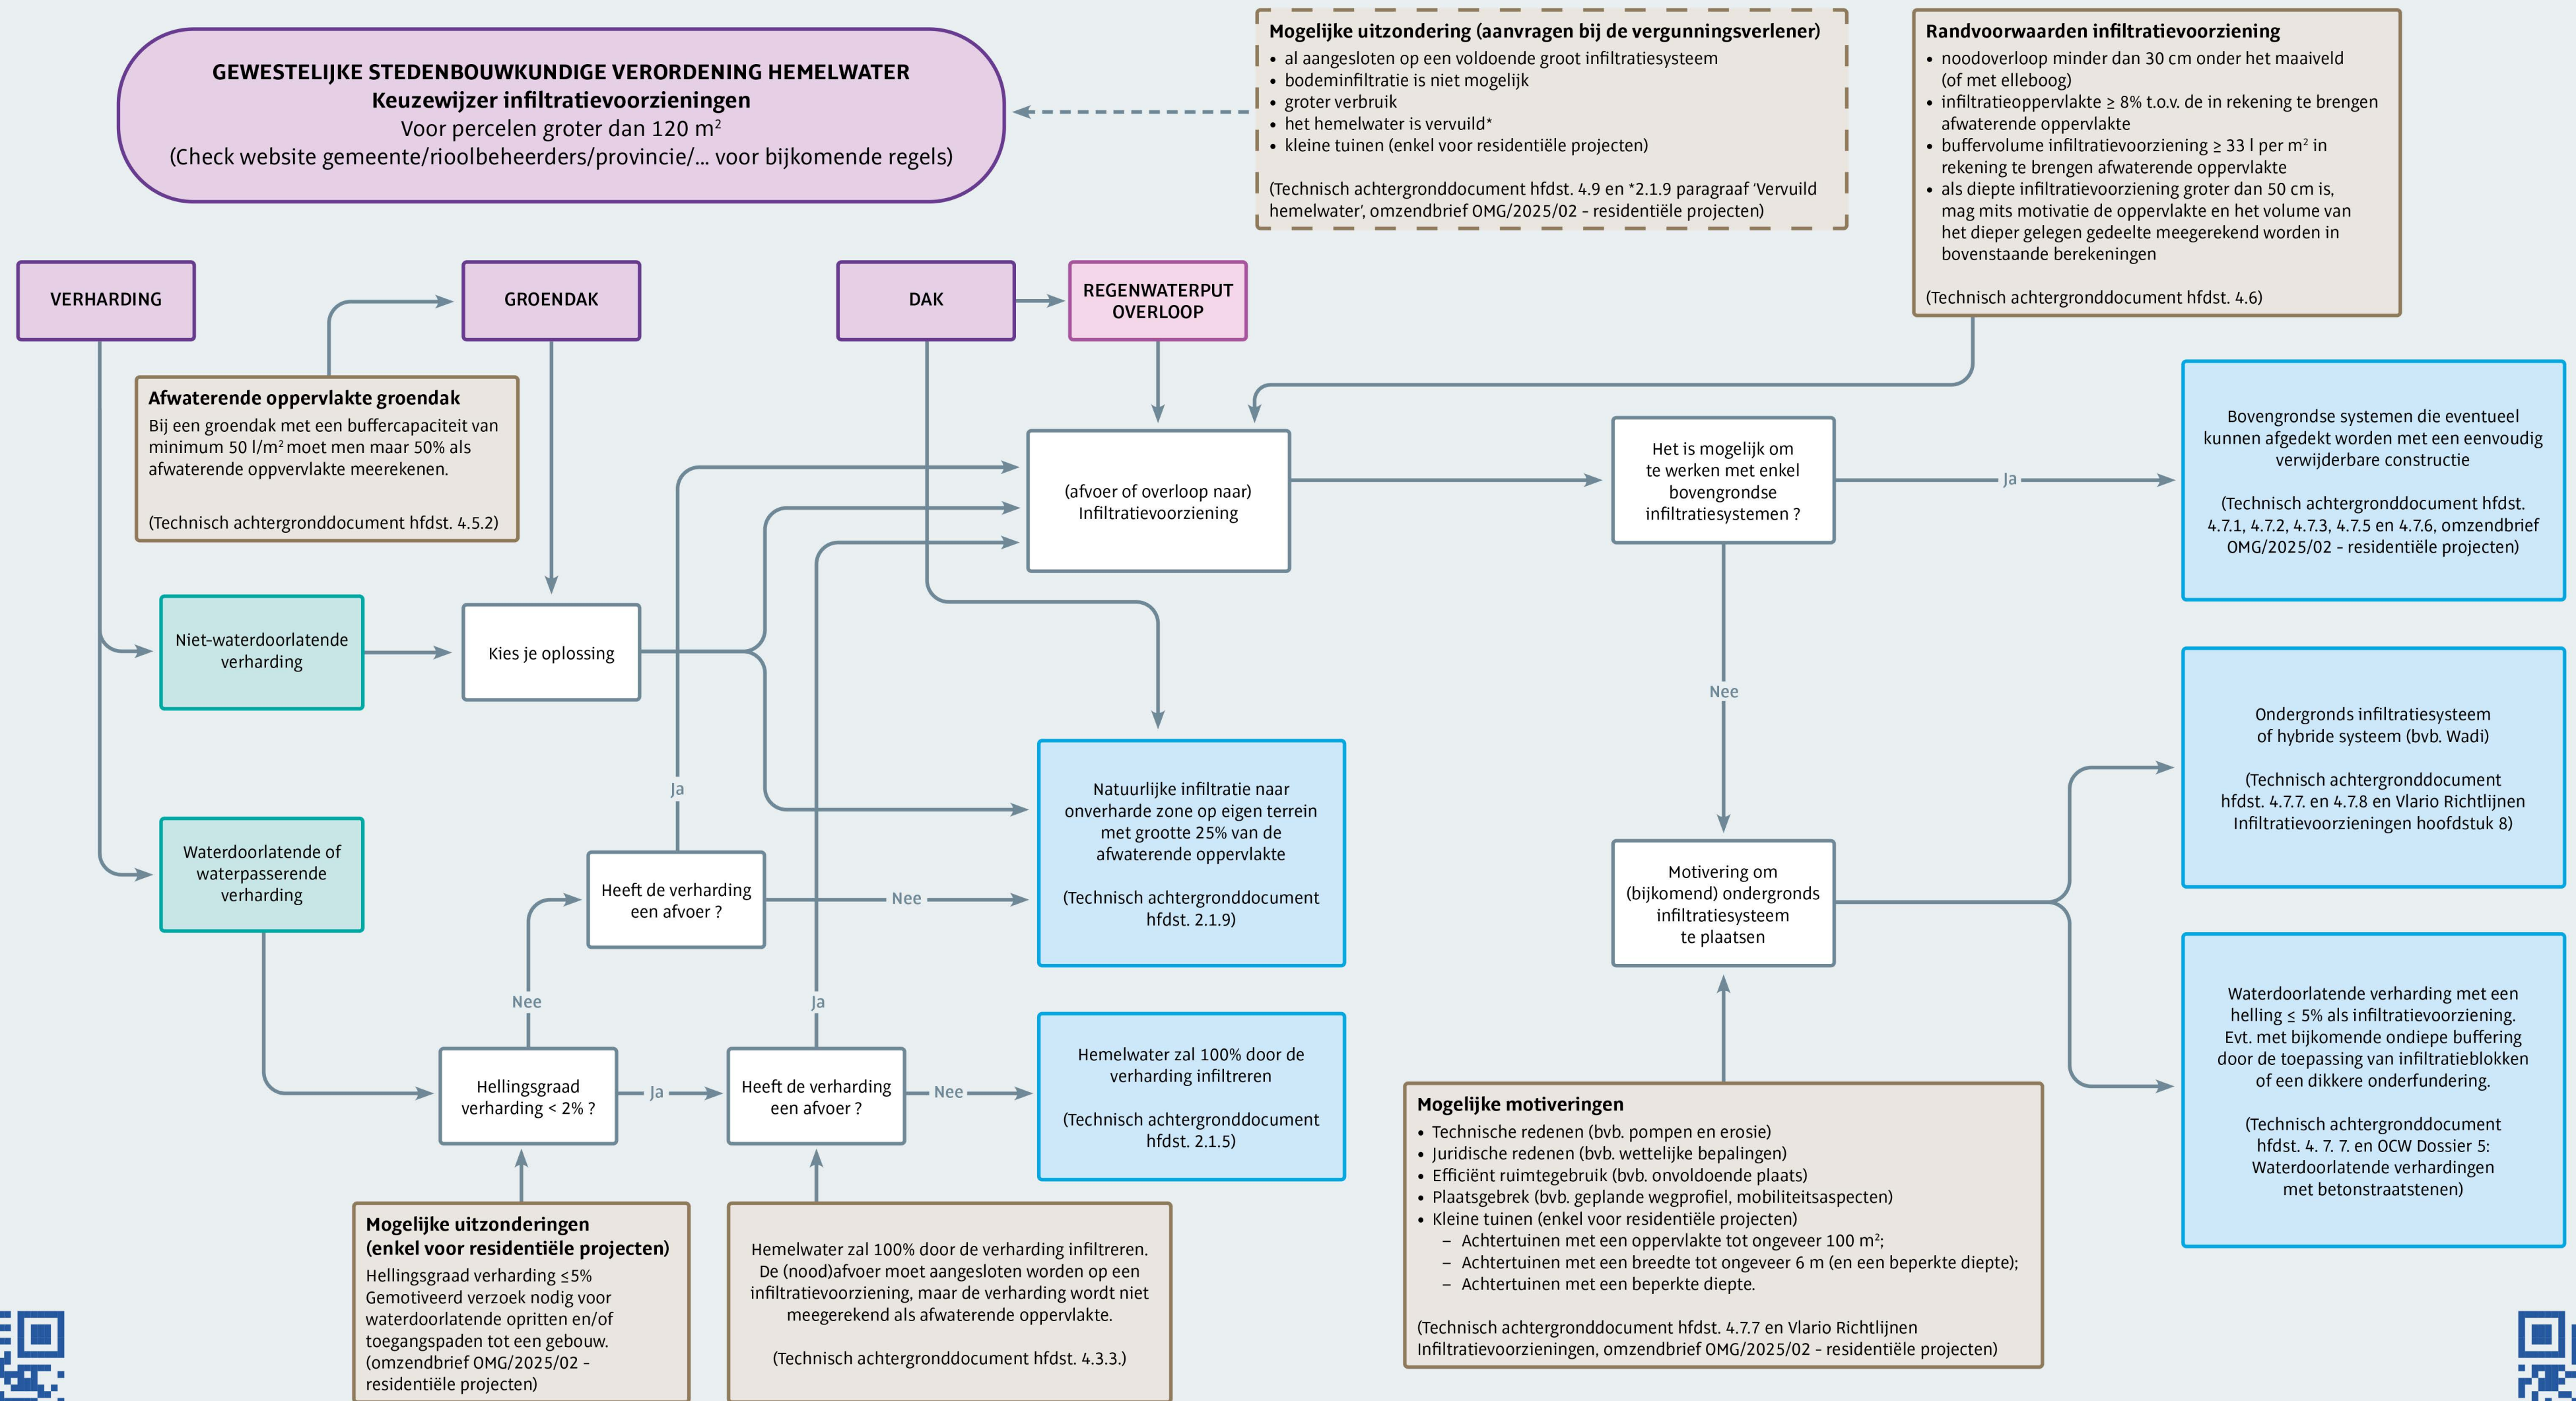 GEWESTELIJKE STEDENBOUWKUNDIGE VERORDENING HEMELWATER
Keuzewijzer infiltratievoorzieningen
Voor percelen groter dan 120 m²
(Check website gemeente/rioolbeheerders/provincie/... voor bijkomende regels)
Mogelijke uitzondering (aanvragen bij de vergunningsverlener)
• al aangesloten op een voldoende groot infiltratiesysteem
• bodeminfiltratie is niet mogelijk
• groter verbruik
• het hemelwater is vervuild*
• kleine tuinen (enkel voor residentiële projecten)
(Technisch achtergronddocument hfdst. 4.9 en *2.1.9 paragraaf ‘Vervuild
hemelwater’, omzendbrief OMG/2025/02 - residentiële projecten)
Randvoorwaarden infiltratievoorziening
• noodoverloop minder dan 30 cm onder het maaiveld
(of met elleboog)
• infiltratieoppervlakte ≥ 8% t.o.v. de in rekening te brengen
afwaterende oppervlakte
• buffervolume infiltratievoorziening ≥ 33 l per m² in
rekening te brengen afwaterende oppervlakte
• als diepte infiltratievoorziening groter dan 50 cm is,
mag mits motivatie de oppervlakte en het volume van
het dieper gelegen gedeelte meegerekend worden in
bovenstaande berekeningen
(Technisch achtergronddocument hfdst. 4.6)
VERHARDING
GROENDAK
DAK
REGENWATERPUT
OVERLOOP
Afwaterende oppervlakte groendak
Bij een groendak met een buffercapaciteit van
minimum 50 l/m² moet men maar 50% als
afwaterende oppvervlakte meerekenen.
(Technisch achtergronddocument hfdst. 4.5.2)
(afvoer of overloop naar)
Infiltratievoorziening
Het is mogelijk om
te werken met enkel
bovengrondse
infiltratiesystemen ?
Ja
Bovengrondse systemen die eventueel
kunnen afgedekt worden met een eenvoudig
verwijderbare constructie
(Technisch achtergronddocument hfdst.
4.7.1, 4.7.2, 4.7.3, 4.7.5 en 4.7.6, omzendbrief
OMG/2025/02 - residentiële projecten)
Niet-waterdoorlatende
verharding
Kies je oplossing
Nee
Ondergronds infiltratiesysteem
of hybride systeem (bvb. Wadi)
(Technisch achtergronddocument
hfdst. 4.7.7. en 4.7.8 en Vlario Richtlijnen
Infiltratievoorzieningen hoofdstuk 8)
Ja
Natuurlijke infiltratie naar
onverharde zone op eigen terrein
met grootte 25% van de
afwaterende oppervlakte
(Technisch achtergronddocument
hfdst. 2.1.9)
Waterdoorlatende of
waterpasserende
verharding
Heeft de verharding
een afvoer ?
Nee
Motivering om
(bijkomend) ondergronds
infiltratiesysteem
te plaatsen
Nee
Ja
Waterdoorlatende verharding met een
helling ≤ 5% als infiltratievoorziening.
Evt. met bijkomende ondiepe buffering
door de toepassing van infiltratieblokken
of een dikkere onderfundering.
(Technisch achtergronddocument
hfdst. 4. 7. 7. en OCW Dossier 5:
Waterdoorlatende verhardingen
met betonstraatstenen)
Hellingsgraad
verharding < 2% ?
Ja
Heeft de verharding
een afvoer ?
Nee
Hemelwater zal 100% door de
verharding infiltreren
(Technisch achtergronddocument
hfdst. 2.1.5)
Mogelijke uitzonderingen
(enkel voor residentiële projecten)
Hellingsgraad verharding ≤5%
Gemotiveerd verzoek nodig voor
waterdoorlatende opritten en/of
toegangspaden tot een gebouw.
(omzendbrief OMG/2025/02 -
residentiële projecten)
Hemelwater zal 100% door de verharding infiltreren.
De (nood)afvoer moet aangesloten worden op een
infiltratievoorziening, maar de verharding wordt niet
meegerekend als afwaterende oppervlakte.
(Technisch achtergronddocument hfdst. 4.3.3.)
Mogelijke motiveringen
• Technische redenen (bvb. pompen en erosie)
• Juridische redenen (bvb. wettelijke bepalingen)
• Efficiënt ruimtegebruik (bvb. onvoldoende plaats)
• Plaatsgebrek (bvb. geplande wegprofiel, mobiliteitsaspecten)
• Kleine tuinen (enkel voor residentiële projecten)
– Achtertuinen met een oppervlakte tot ongeveer 100 m²;
– Achtertuinen met een breedte tot ongeveer 6 m (en een beperkte diepte);
– Achtertuinen met een beperkte diepte.
(Technisch achtergronddocument hfdst. 4.7.7 en Vlario Richtlijnen
Infiltratievoorzieningen, omzendbrief OMG/2025/02 - residentiële projecten)